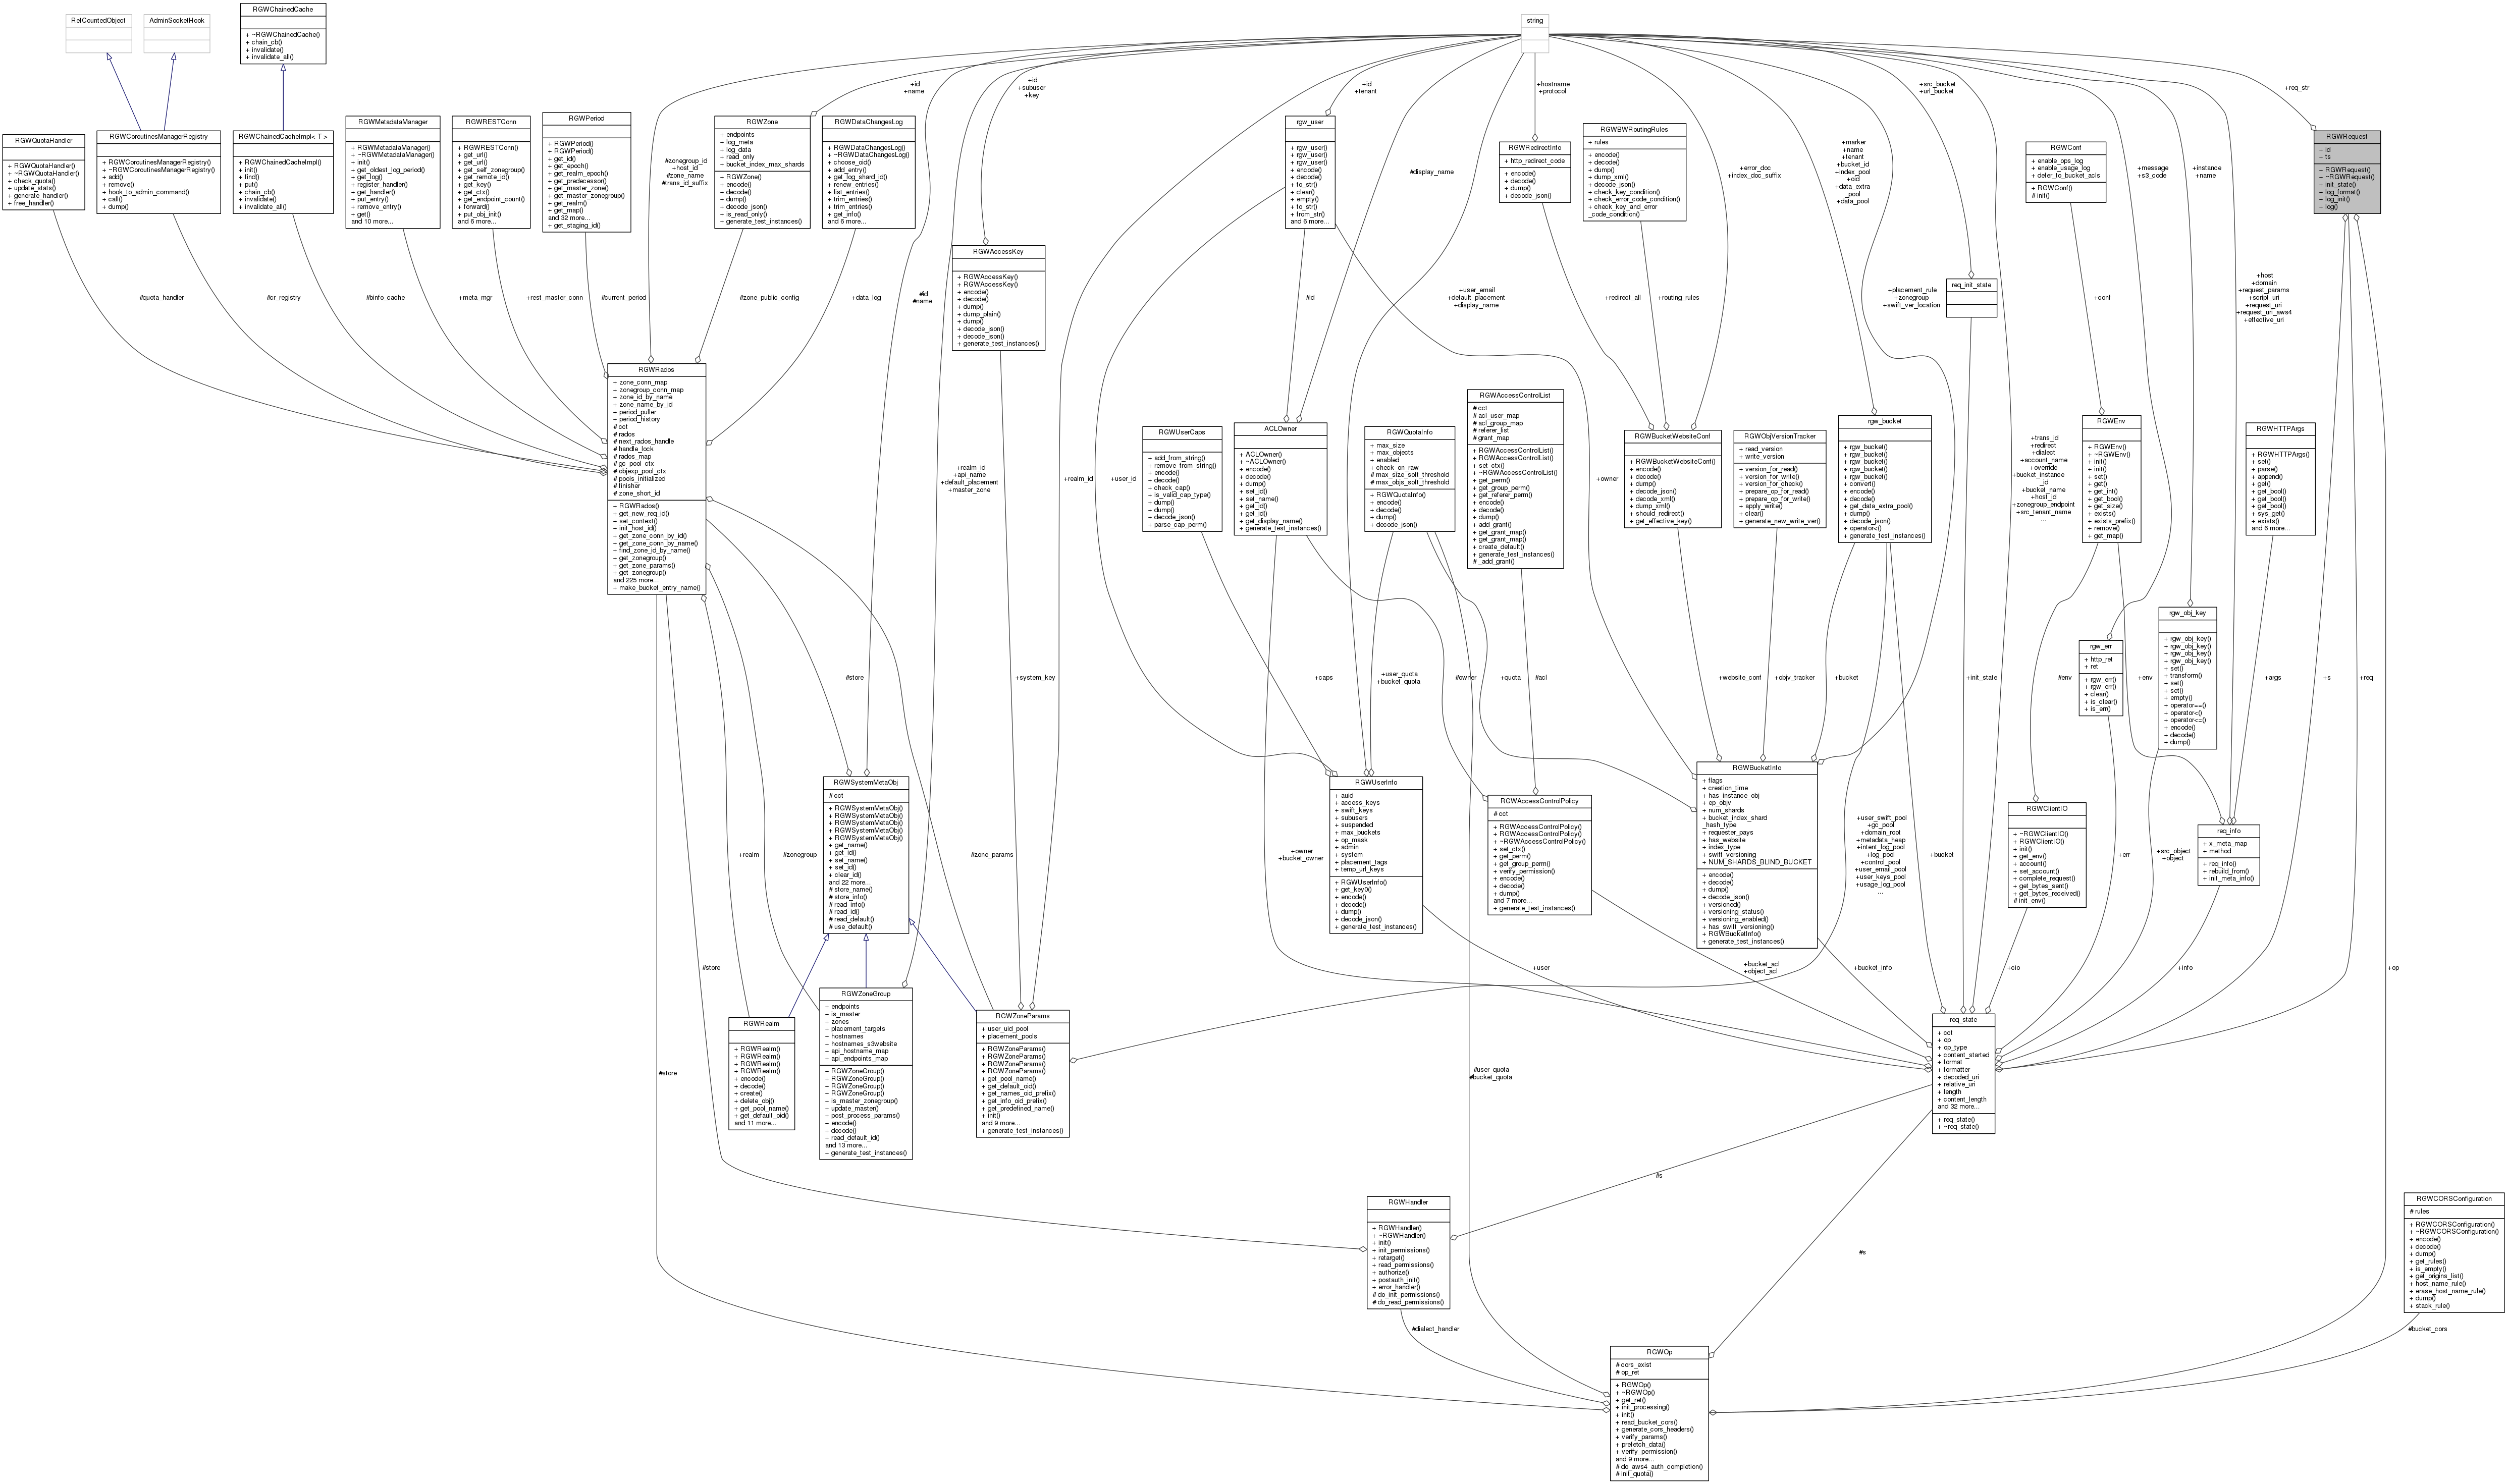 RefCountedObject
AdminSocketHook
RGWChainedCache
+ ~RGWChainedCache()
+ chain_cb()
+ invalidate()
+ invalidate_all()
string
RGWQuotaHandler
+ RGWQuotaHandler()
+ ~RGWQuotaHandler()
+ check_quota()
+ update_stats()
+ generate_handler()
+ free_handler()
RGWCoroutinesManagerRegistry
+ RGWCoroutinesManagerRegistry()
+ ~RGWCoroutinesManagerRegistry()
+ add()
+ remove()
+ hook_to_admin_command()
+ call()
+ dump()
RGWChainedCacheImpl< T >
+ RGWChainedCacheImpl()
+ init()
+ find()
+ put()
+ chain_cb()
+ invalidate()
+ invalidate_all()
RGWMetadataManager
+ RGWMetadataManager()
+ ~RGWMetadataManager()
+ init()
+ get_oldest_log_period()
+ get_log()
+ register_handler()
+ get_handler()
+ put_entry()
+ remove_entry()
+ get()
and 10 more...
RGWRESTConn
+ RGWRESTConn()
+ get_url()
+ get_url()
+ get_self_zonegroup()
+ get_remote_id()
+ get_key()
+ get_ctx()
+ get_endpoint_count()
+ forward()
+ put_obj_init()
and 6 more...
RGWPeriod
+ RGWPeriod()
+ RGWPeriod()
+ get_id()
+ get_epoch()
+ get_realm_epoch()
+ get_predecessor()
+ get_master_zone()
+ get_master_zonegroup()
+ get_realm()
+ get_map()
and 32 more...
+ get_staging_id()
RGWZone
+ endpoints
+ log_meta
+ log_data
+ read_only
+ bucket_index_max_shards
+ RGWZone()
+ encode()
+ decode()
+ dump()
+ decode_json()
+ is_read_only()
+ generate_test_instances()
RGWDataChangesLog
+ RGWDataChangesLog()
+ ~RGWDataChangesLog()
+ choose_oid()
+ add_entry()
+ get_log_shard_id()
+ renew_entries()
+ list_entries()
+ trim_entries()
+ trim_entries()
+ get_info()
and 6 more...
+id
+name
+id
+subuser
+key
#zonegroup_id
+host_id
#zone_name
#trans_id_suffix
#display_name
+id
+tenant
+hostname
+protocol
+error_doc
+index_doc_suffix
+marker
+name
+tenant
+bucket_id
+index_pool
+oid
+data_extra
_pool
+data_pool
+src_bucket
+url_bucket
+message
+s3_code
+instance
+name
+req_str
rgw_user
+ rgw_user()
+ rgw_user()
+ rgw_user()
+ encode()
+ decode()
+ to_str()
+ clear()
+ empty()
+ to_str()
+ from_str()
and 6 more...
RGWRedirectInfo
+ http_redirect_code
+ encode()
+ decode()
+ dump()
+ decode_json()
RGWBWRoutingRules
+ rules
+ encode()
+ decode()
+ dump()
+ dump_xml()
+ decode_json()
+ check_key_condition()
+ check_error_code_condition()
+ check_key_and_error
_code_condition()
RGWConf
+ enable_ops_log
+ enable_usage_log
+ defer_to_bucket_acls
+ RGWConf()
# init()
RGWRequest
+ id
+ ts
+ RGWRequest()
+ ~RGWRequest()
+ init_state()
+ log_format()
+ log_init()
+ log()
RGWAccessKey
+ RGWAccessKey()
+ RGWAccessKey()
+ encode()
+ decode()
+ dump()
+ dump_plain()
+ dump()
+ decode_json()
+ decode_json()
+ generate_test_instances()
req_init_state
#quota_handler
#cr_registry
#binfo_cache
+meta_mgr
+rest_master_conn
#current_period
#zone_public_config
+data_log
#id
#name
#id
+user_email
+default_placement
+display_name
+redirect_all
+routing_rules
+placement_rule
+zonegroup
+swift_ver_location
+conf
+host
+domain
+request_params
+script_uri
+request_uri
+request_uri_aws4
+effective_uri
RGWRados
+ zone_conn_map
+ zonegroup_conn_map
+ zone_id_by_name
+ zone_name_by_id
+ period_puller
+ period_history
# cct
# rados
# next_rados_handle
# handle_lock
# rados_map
# gc_pool_ctx
# objexp_pool_ctx
# pools_initialized
# finisher
# zone_short_id
+ RGWRados()
+ get_new_req_id()
+ set_context()
+ init_host_id()
+ get_zone_conn_by_id()
+ get_zone_conn_by_name()
+ find_zone_id_by_name()
+ get_zonegroup()
+ get_zone_params()
+ get_zonegroup()
and 225 more...
+ make_bucket_entry_name()
+realm_id
+api_name
+default_placement
+master_zone
+realm_id
+user_id
RGWUserCaps
+ add_from_string()
+ remove_from_string()
+ encode()
+ decode()
+ check_cap()
+ is_valid_cap_type()
+ dump()
+ dump()
+ decode_json()
+ parse_cap_perm()
ACLOwner
+ ACLOwner()
+ ~ACLOwner()
+ encode()
+ decode()
+ dump()
+ set_id()
+ set_name()
+ get_id()
+ get_id()
+ get_display_name()
+ generate_test_instances()
RGWQuotaInfo
+ max_size
+ max_objects
+ enabled
+ check_on_raw
# max_size_soft_threshold
# max_objs_soft_threshold
+ RGWQuotaInfo()
+ encode()
+ decode()
+ dump()
+ decode_json()
RGWAccessControlList
# cct
# acl_user_map
# acl_group_map
# referer_list
# grant_map
+ RGWAccessControlList()
+ RGWAccessControlList()
+ set_ctx()
+ ~RGWAccessControlList()
+ get_perm()
+ get_group_perm()
+ get_referer_perm()
+ encode()
+ decode()
+ dump()
+ add_grant()
+ get_grant_map()
+ get_grant_map()
+ create_default()
+ generate_test_instances()
# _add_grant()
+owner
RGWBucketWebsiteConf
+ RGWBucketWebsiteConf()
+ encode()
+ decode()
+ dump()
+ decode_json()
+ decode_xml()
+ dump_xml()
+ should_redirect()
+ get_effective_key()
RGWObjVersionTracker
+ read_version
+ write_version
+ version_for_read()
+ version_for_write()
+ version_for_check()
+ prepare_op_for_read()
+ prepare_op_for_write()
+ apply_write()
+ clear()
+ generate_new_write_ver()
rgw_bucket
+ rgw_bucket()
+ rgw_bucket()
+ rgw_bucket()
+ rgw_bucket()
+ rgw_bucket()
+ convert()
+ encode()
+ decode()
+ get_data_extra_pool()
+ dump()
+ decode_json()
+ operator<()
+ generate_test_instances()
+trans_id
+redirect
+dialect
+account_name
+override
+bucket_instance
_id
+bucket_name
+host_id
+zonegroup_endpoint
+src_tenant_name
...
RGWEnv
+ RGWEnv()
+ ~RGWEnv()
+ init()
+ init()
+ set()
+ get()
+ get_int()
+ get_bool()
+ get_size()
+ exists()
+ exists_prefix()
+ remove()
+ get_map()
RGWHTTPArgs
+ RGWHTTPArgs()
+ set()
+ parse()
+ append()
+ get()
+ get_bool()
+ get_bool()
+ get_bool()
+ sys_get()
+ exists()
and 6 more...
rgw_err
+ http_ret
+ ret
+ rgw_err()
+ rgw_err()
+ clear()
+ is_clear()
+ is_err()
rgw_obj_key
+ rgw_obj_key()
+ rgw_obj_key()
+ rgw_obj_key()
+ rgw_obj_key()
+ set()
+ transform()
+ set()
+ set()
+ empty()
+ operator==()
+ operator<()
+ operator<=()
+ encode()
+ decode()
+ dump()
#store
+system_key
+caps
+user_quota
+bucket_quota
#owner
+quota
#acl
+website_conf
+objv_tracker
+bucket
+init_state
#env
+env
+args
+s
+req
RGWSystemMetaObj
# cct
+ RGWSystemMetaObj()
+ RGWSystemMetaObj()
+ RGWSystemMetaObj()
+ RGWSystemMetaObj()
+ RGWSystemMetaObj()
+ get_name()
+ get_id()
+ set_name()
+ set_id()
+ clear_id()
and 22 more...
# store_name()
# store_info()
# read_info()
# read_id()
# read_default()
# use_default()
RGWUserInfo
+ auid
+ access_keys
+ swift_keys
+ subusers
+ suspended
+ max_buckets
+ op_mask
+ admin
+ system
+ placement_tags
+ temp_url_keys
+ RGWUserInfo()
+ get_key0()
+ encode()
+ decode()
+ dump()
+ decode_json()
+ generate_test_instances()
RGWAccessControlPolicy
# cct
+ RGWAccessControlPolicy()
+ RGWAccessControlPolicy()
+ ~RGWAccessControlPolicy()
+ set_ctx()
+ get_perm()
+ get_group_perm()
+ verify_permission()
+ encode()
+ decode()
+ dump()
and 7 more...
+ generate_test_instances()
RGWBucketInfo
+ flags
+ creation_time
+ has_instance_obj
+ ep_objv
+ num_shards
+ bucket_index_shard
_hash_type
+ requester_pays
+ has_website
+ index_type
+ swift_versioning
+ NUM_SHARDS_BLIND_BUCKET
+ encode()
+ decode()
+ dump()
+ decode_json()
+ versioned()
+ versioning_status()
+ versioning_enabled()
+ has_swift_versioning()
+ RGWBucketInfo()
+ generate_test_instances()
RGWClientIO
+ ~RGWClientIO()
+ RGWClientIO()
+ init()
+ get_env()
+ account()
+ set_account()
+ complete_request()
+ get_bytes_sent()
+ get_bytes_received()
# init_env()
req_info
+ x_meta_map
+ method
+ req_info()
+ rebuild_from()
+ init_meta_info()
+realm
#zonegroup
#zone_params
+owner
+bucket_owner
+user_swift_pool
+gc_pool
+domain_root
+metadata_heap
+intent_log_pool
+log_pool
+control_pool
+user_email_pool
+user_keys_pool
+usage_log_pool
...
+bucket
+err
+src_object
+object
#store
+user
+bucket_acl
+object_acl
+bucket_info
+cio
+info
+op
RGWRealm
+ RGWRealm()
+ RGWRealm()
+ RGWRealm()
+ RGWRealm()
+ encode()
+ decode()
+ create()
+ delete_obj()
+ get_pool_name()
+ get_default_oid()
and 11 more...
RGWZoneGroup
+ endpoints
+ is_master
+ zones
+ placement_targets
+ hostnames
+ hostnames_s3website
+ api_hostname_map
+ api_endpoints_map
+ RGWZoneGroup()
+ RGWZoneGroup()
+ RGWZoneGroup()
+ RGWZoneGroup()
+ is_master_zonegroup()
+ update_master()
+ post_process_params()
+ encode()
+ decode()
+ read_default_id()
and 13 more...
+ generate_test_instances()
RGWZoneParams
+ user_uid_pool
+ placement_pools
+ RGWZoneParams()
+ RGWZoneParams()
+ RGWZoneParams()
+ RGWZoneParams()
+ get_pool_name()
+ get_default_oid()
+ get_names_oid_prefix()
+ get_info_oid_prefix()
+ get_predefined_name()
+ init()
and 9 more...
+ generate_test_instances()
req_state
+ cct
+ op
+ op_type
+ content_started
+ format
+ formatter
+ decoded_uri
+ relative_uri
+ length
+ content_length
and 32 more...
+ req_state()
+ ~req_state()
#store
#user_quota
#bucket_quota
#s
RGWHandler
+ RGWHandler()
+ ~RGWHandler()
+ init()
+ init_permissions()
+ retarget()
+ read_permissions()
+ authorize()
+ postauth_init()
+ error_handler()
# do_init_permissions()
# do_read_permissions()
#s
RGWCORSConfiguration
# rules
+ RGWCORSConfiguration()
+ ~RGWCORSConfiguration()
+ encode()
+ decode()
+ dump()
+ get_rules()
+ is_empty()
+ get_origins_list()
+ host_name_rule()
+ erase_host_name_rule()
+ dump()
+ stack_rule()
#dialect_handler
#bucket_cors
RGWOp
# cors_exist
# op_ret
+ RGWOp()
+ ~RGWOp()
+ get_ret()
+ init_processing()
+ init()
+ read_bucket_cors()
+ generate_cors_headers()
+ verify_params()
+ prefetch_data()
+ verify_permission()
and 9 more...
# do_aws4_auth_completion()
# init_quota()